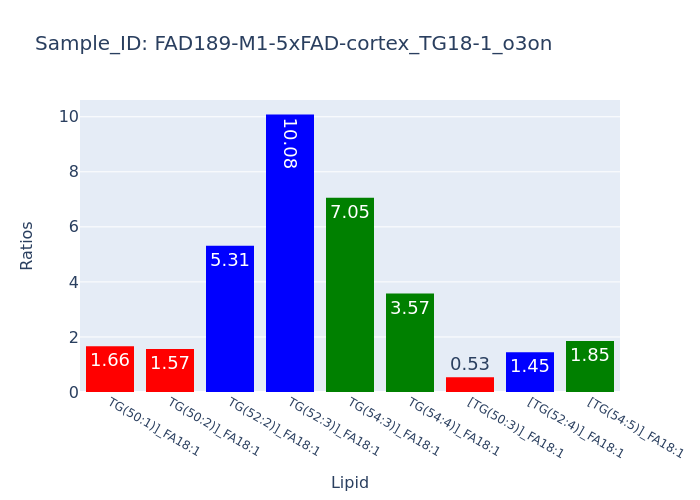 Sample_ID: FAD189-M1-5xFAD-cortex_TG18-1_o3on
Ratios
10
8
6
4
2
0
1.66
1.57
5.31
10.08
7.05
3.57
0.53
1.45
1.85
TG(50:1)]_FA18:1
TG(50:2)]_FA18:1
TG(52:2)]_FA18:1
TG(52:3)]_FA18:1
TG(54:3)]_FA18:1
TG(54:4)]_FA18:1
[TG(50:3)]_FA18:1
[TG(52:4)]_FA18:1
[TG(54:5)]_FA18:1
Lipid